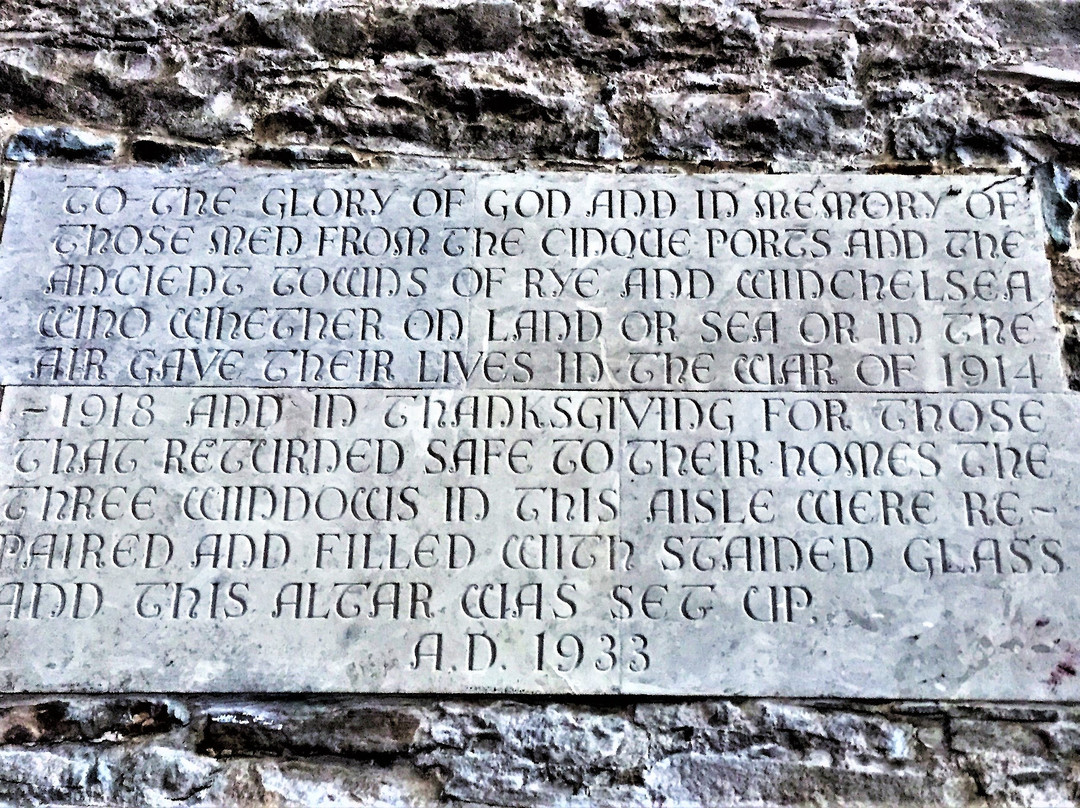 TO THE GLORY OF GOD AND IN MEMORY OF
THOSE MEN FROM THE CINQUE PORTS AND THE
ANCIENT TOWNS OF RYE AND WINCHELSEA
WHO WHETHER ON LAND OR SEA OR IN THE
AIR GAVE THEIR LIVES IN THE WAR OF 1914
-1918 AND IN THANKSGIVING FOR THOSE
THAT RETURNED SAFE TO THEIR HOMES THE
THREE WINDOWS IN THIS AISLE WERE RE-
PAIRED AND FILLED WITH STAINED GLASS
AND THIS ALTAR WAS SET UP.
A.D. 1933